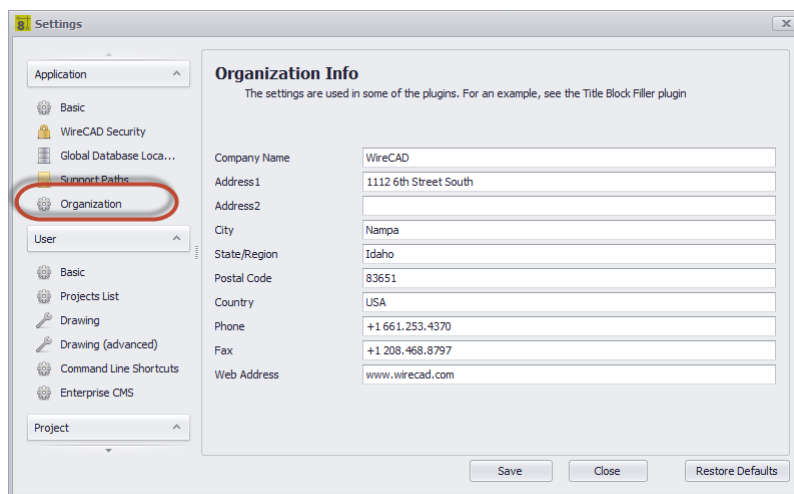 8 Settings
Application
Basic
WireCAD Security
Global Database Loca...
Support Paths
Organization
User
Basic
Projects List
Drawing
Drawing (advanced)
Command Line Shortcuts
Enterprise CMS
Project
Organization Info
The settings are used in some of the plugins. For an example, see the Title Block Filler plugin
Company Name WireCAD
Address1 1112 6th Street South
Address2
City Nampa
State/Region Idaho
Postal Code 83651
Country USA
Phone +1 661.253.4370
Fax +1 208.468.8797
Web Address www.wirecad.com
Save Close Restore Defaults